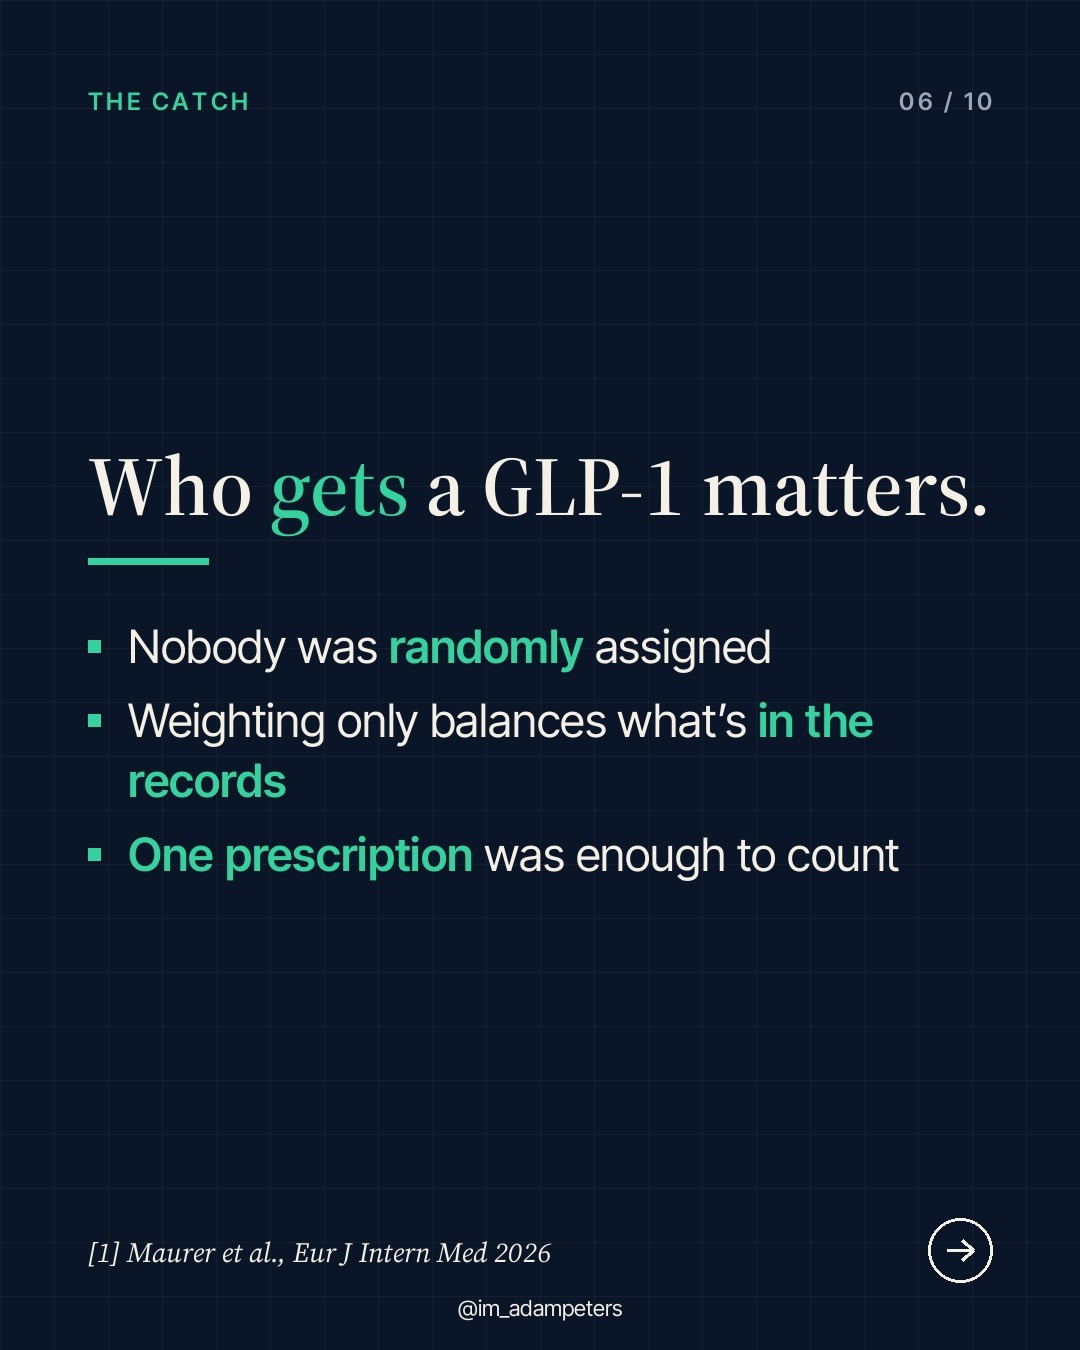 THE CATCH
06 / 10
Who gets a GLP-1 matters.
Nobody was randomly assigned
Weighting only balances what’s in the
records
One prescription was enough to count
[1] Maurer et al., Eur J Intern Med 2026
@im_adampeters